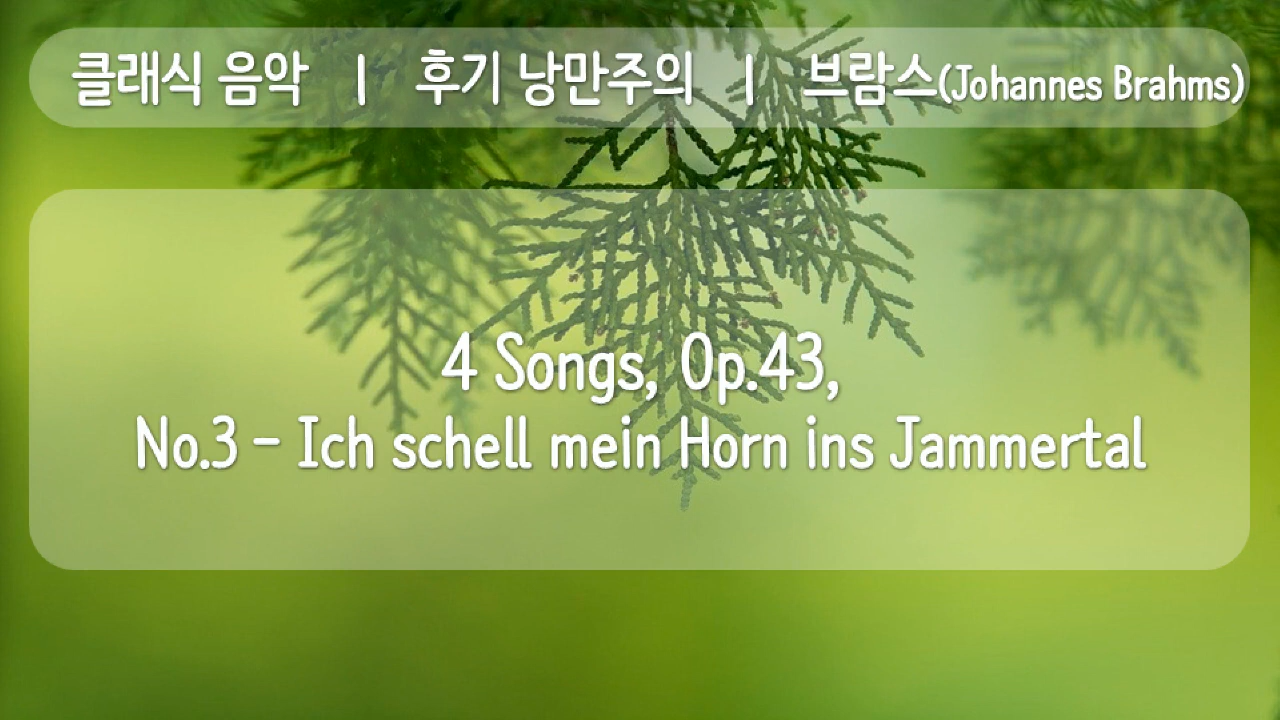 클래식 음악 | 후기 낭만주의 | 브람스(Johannes Brahms)
4 Songs, Op.43,
No.3 - Ich schell mein Horn ins Jammertal